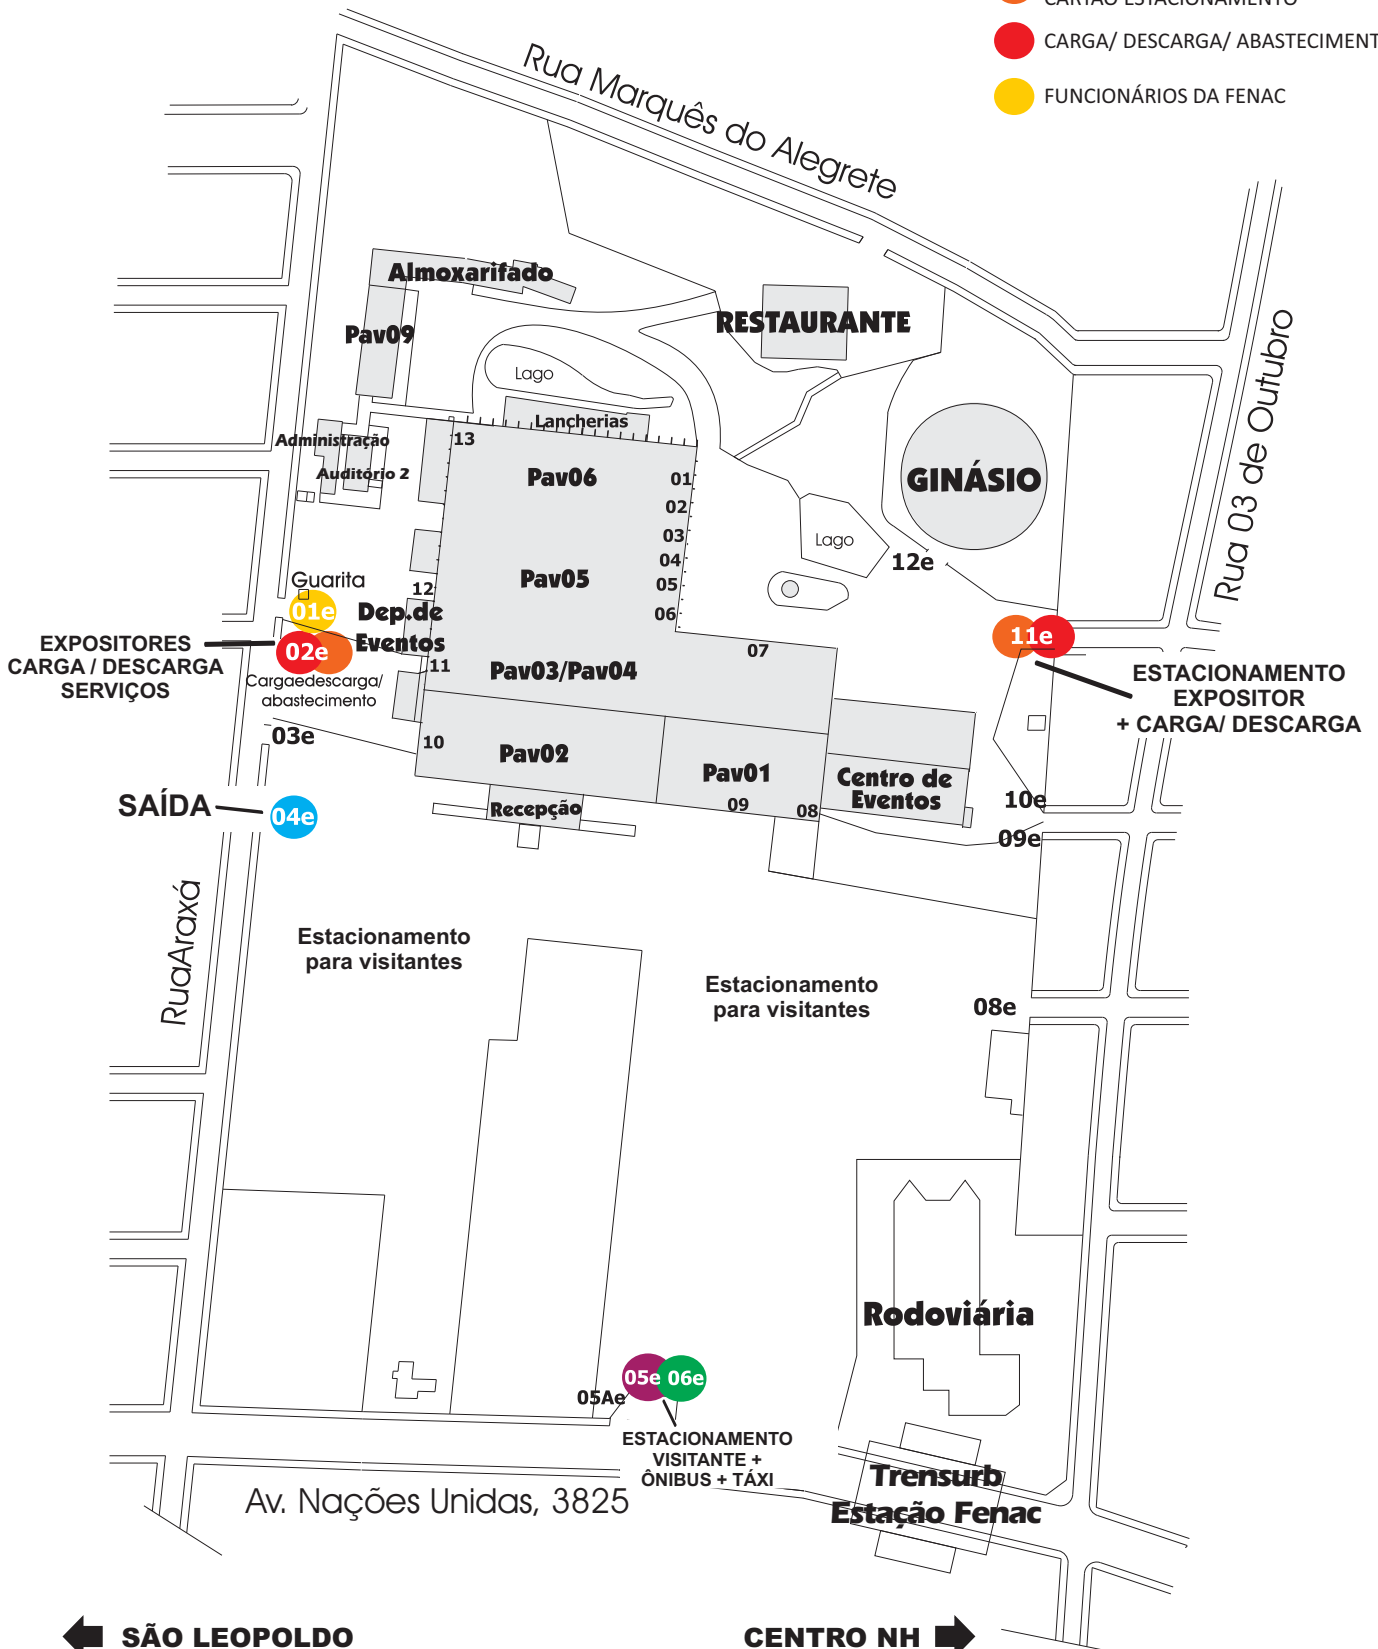 CARTÃO ESTACIONAMENTO
CARGA/ DESCARGA/ ABASTECIMENT
FUNCIONÁRIOS DA FENAC
Rua Marquês do Alegrete
Rua 03 de Outubro
Almoxarifado
Pav09
RESTAURANTE
Lago
Lancherias
Administração
Auditório 2
13
Pav06
01
02
03
04
05
06
GINÁSIO
Lago
12e
Pav05
12
Guarita
01e
Dep.de
Eventos
EXPOSITORES
CARGA / DESCARGA
SERVIÇOS
02e
Cargaedescarga/
abastecimento
11
Pav03/Pav04
07
11e
ESTACIONAMENTO
EXPOSITOR
+ CARGA/ DESCARGA
03e
10
Pav02
Pav01
09
08
Centro de
Eventos
10e
09e
Recepção
SAÍDA
04e
RuaAraxá
Estacionamento
para visitantes
Estacionamento
para visitantes
08e
Rodoviária
05e
06e
05Ae
ESTACIONAMENTO
VISITANTE +
ÔNIBUS + TÁXI
Trensurb
Estação Fenac
Av. Nações Unidas, 3825
SÃO LEOPOLDO
CENTRO NH